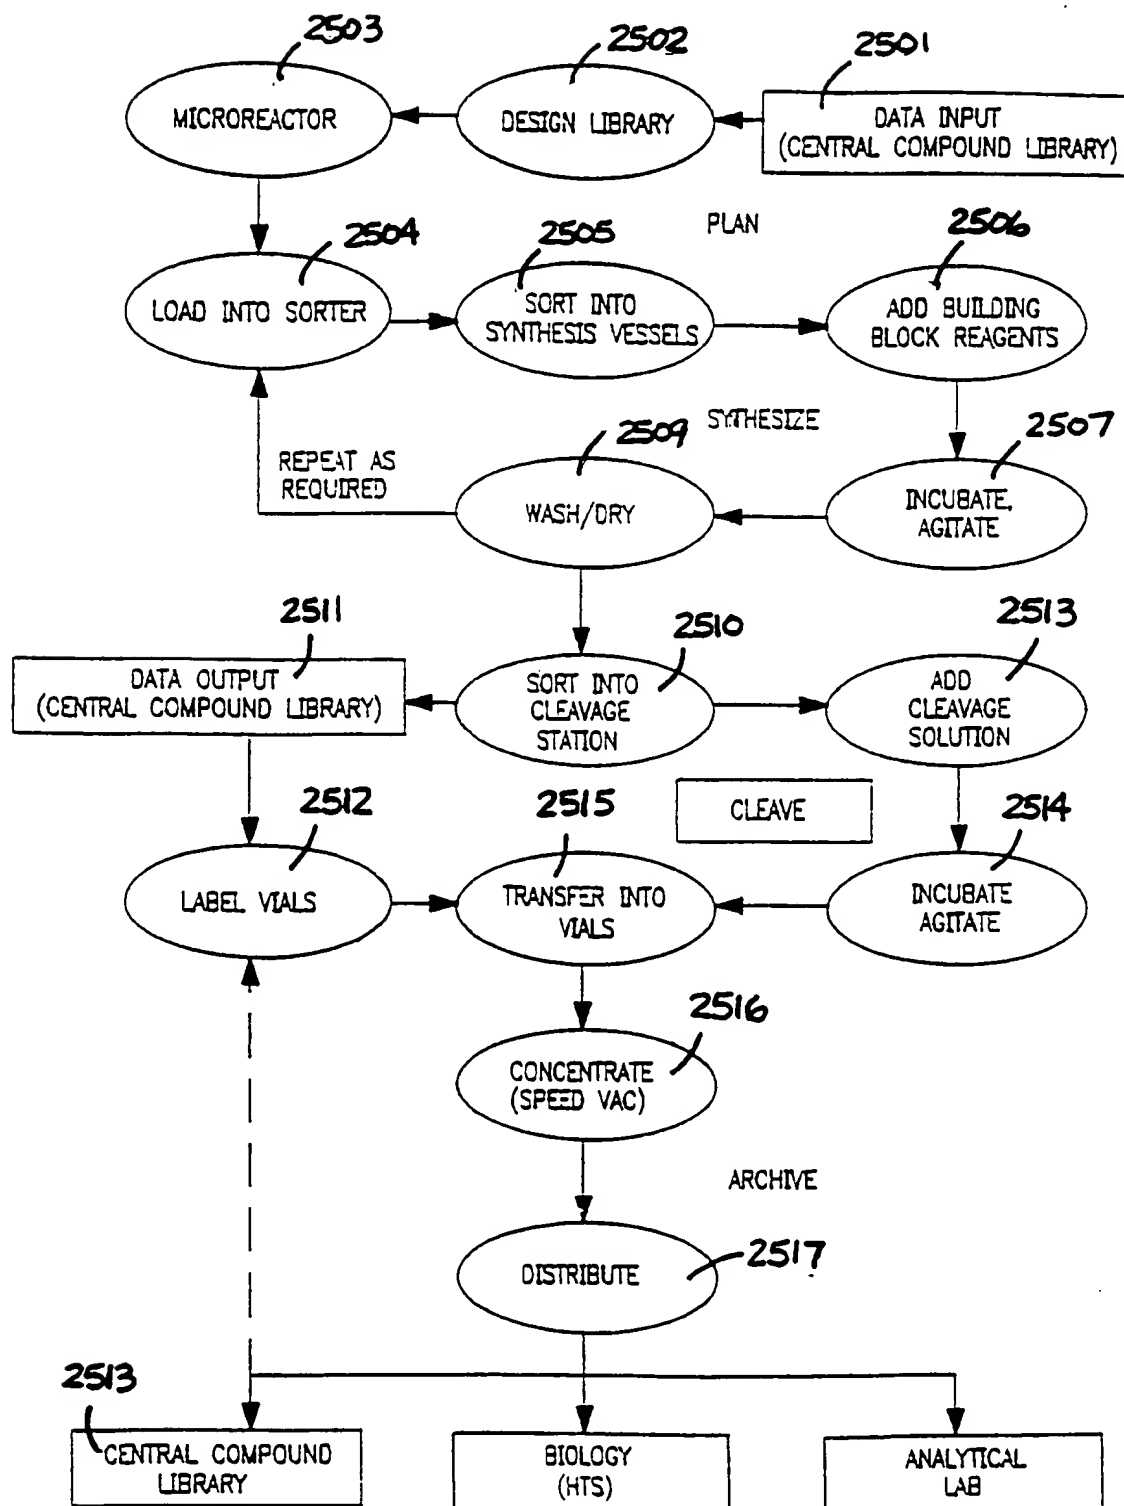 2503
2502
2501
MICROREACTOR
DESIGN LIBRARY
DATA INPUT
(CENTRAL COMPOUND LIBRARY)
PLAN
2504
2505
2506
LOAD INTO SORTER
SORT INTO
SYNTHESIS VESSELS
ADD BUILDING
BLOCK REAGENTS
SYTHESIZE
2509
2507
REPEAT AS
REQUIRED
WASH/DRY
INCUBATE,
AGITATE
2511
2510
2513
DATA OUTPUT
(CENTRAL COMPOUND LIBRARY)
SORT INTO
CLEAVAGE
STATION
ADD
CLEAVAGE
SOLUTION
CLEAVE
2512
2515
2514
LABEL VIALS
TRANSFER INTO
VIALS
INCUBATE
AGITATE
2516
CONCENTRATE
(SPEED VAC)
ARCHIVE
2517
DISTRIBUTE
2513
CENTRAL COMPOUND
LIBRARY
BIOLOGY
(HTS)
ANALYTICAL
LAB